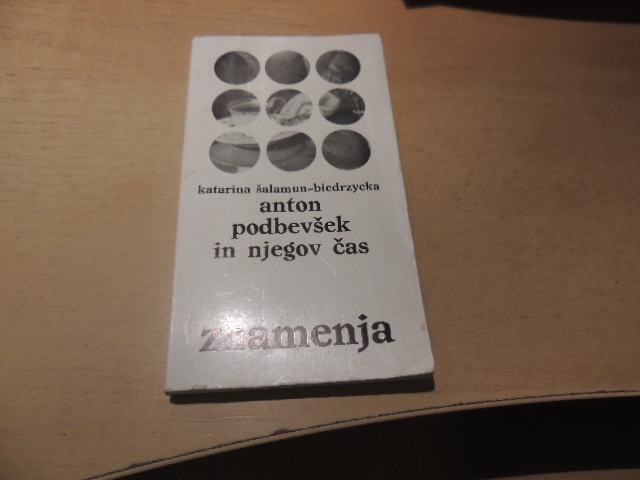 katarina šalamun-biedrzycka
anton
podbevšek
in njegov čas
znamenja